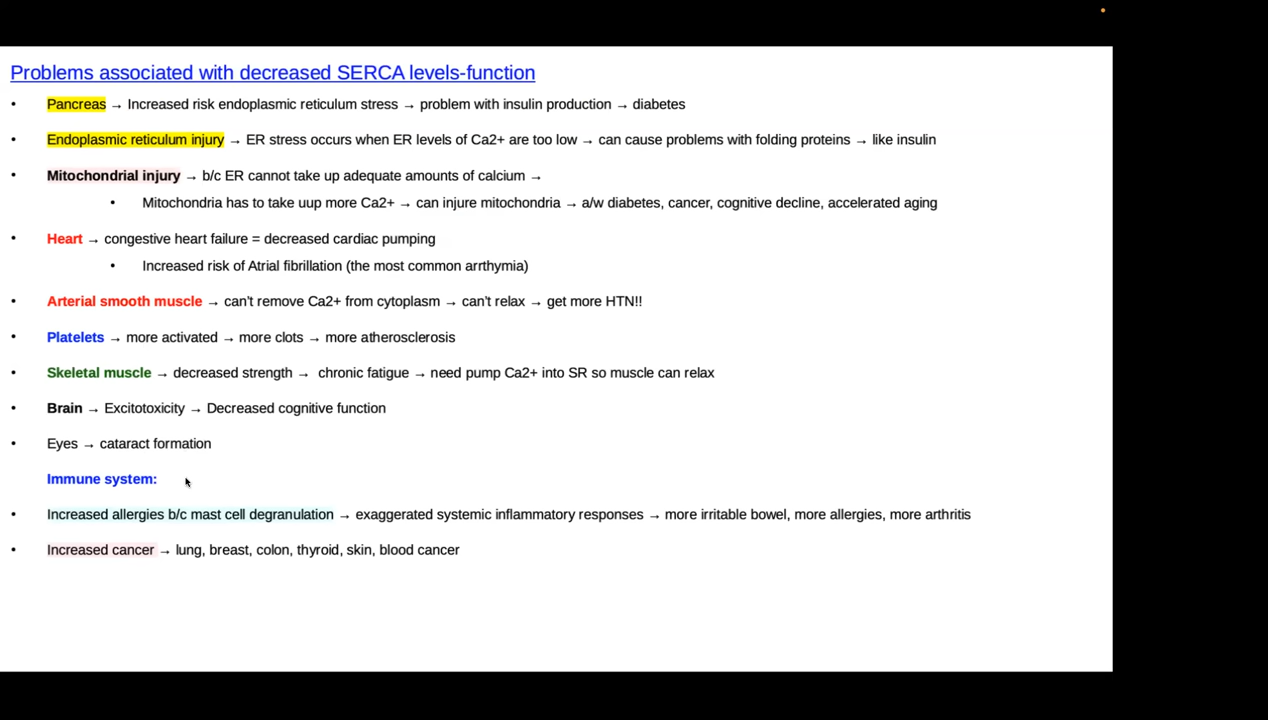 Problems associated with decreased SERCA levels-function
• Pancreas → Increased risk endoplasmic reticulum stress → problem with insulin production → diabetes
• Endoplasmic reticulum injury → ER stress occurs when ER levels of Ca2+ are too low → can cause problems with folding proteins → like insulin
• Mitochondrial injury → b/c ER cannot take up adequate amounts of calcium →
• Mitochondria has to take uup more Ca2+ → can injure mitochondria → a/w diabetes, cancer, cognitive decline, accelerated aging
• Heart → congestive heart failure = decreased cardiac pumping
• Increased risk of Atrial fibrillation (the most common arrthymia)
• Arterial smooth muscle → can't remove Ca2+ from cytoplasm → can't relax → get more HTN!!
• Platelets → more activated → more clots → more atherosclerosis
• Skeletal muscle → decreased strength → chronic fatigue → need pump Ca2+ into SR so muscle can relax
• Brain → Excitotoxicity → Decreased cognitive function
• Eyes → cataract formation
Immune system:
• Increased allergies b/c mast cell degranulation → exaggerated systemic inflammatory responses → more irritable bowel, more allergies, more arthritis
• Increased cancer → lung, breast, colon, thyroid, skin, blood cancer